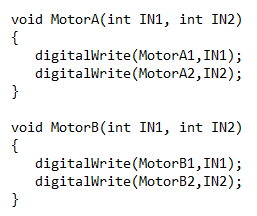 void MotorA(int IN1, int IN2)
{
   digitalWrite(MotorA1,IN1);
   digitalWrite(MotorA2,IN2);
}

void MotorB(int IN1, int IN2)
{
   digitalWrite(MotorB1,IN1);
   digitalWrite(MotorB2,IN2);
}